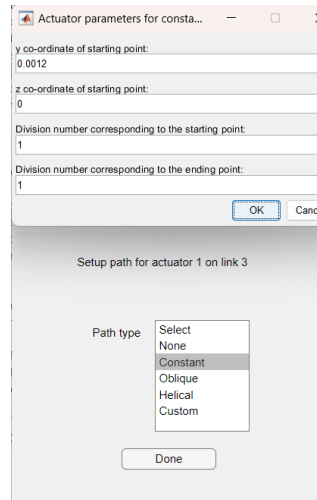 Actuator parameters for consta...
y co-ordinate of starting point:
0.0012
z co-ordinate of starting point:
0
Division number corresponding to the starting point:
1
Division number corresponding to the ending point:
1
OK Canc
Setup path for actuator 1 on link 3
Path type
Select
None
Constant
Oblique
Helical
Custom
Done